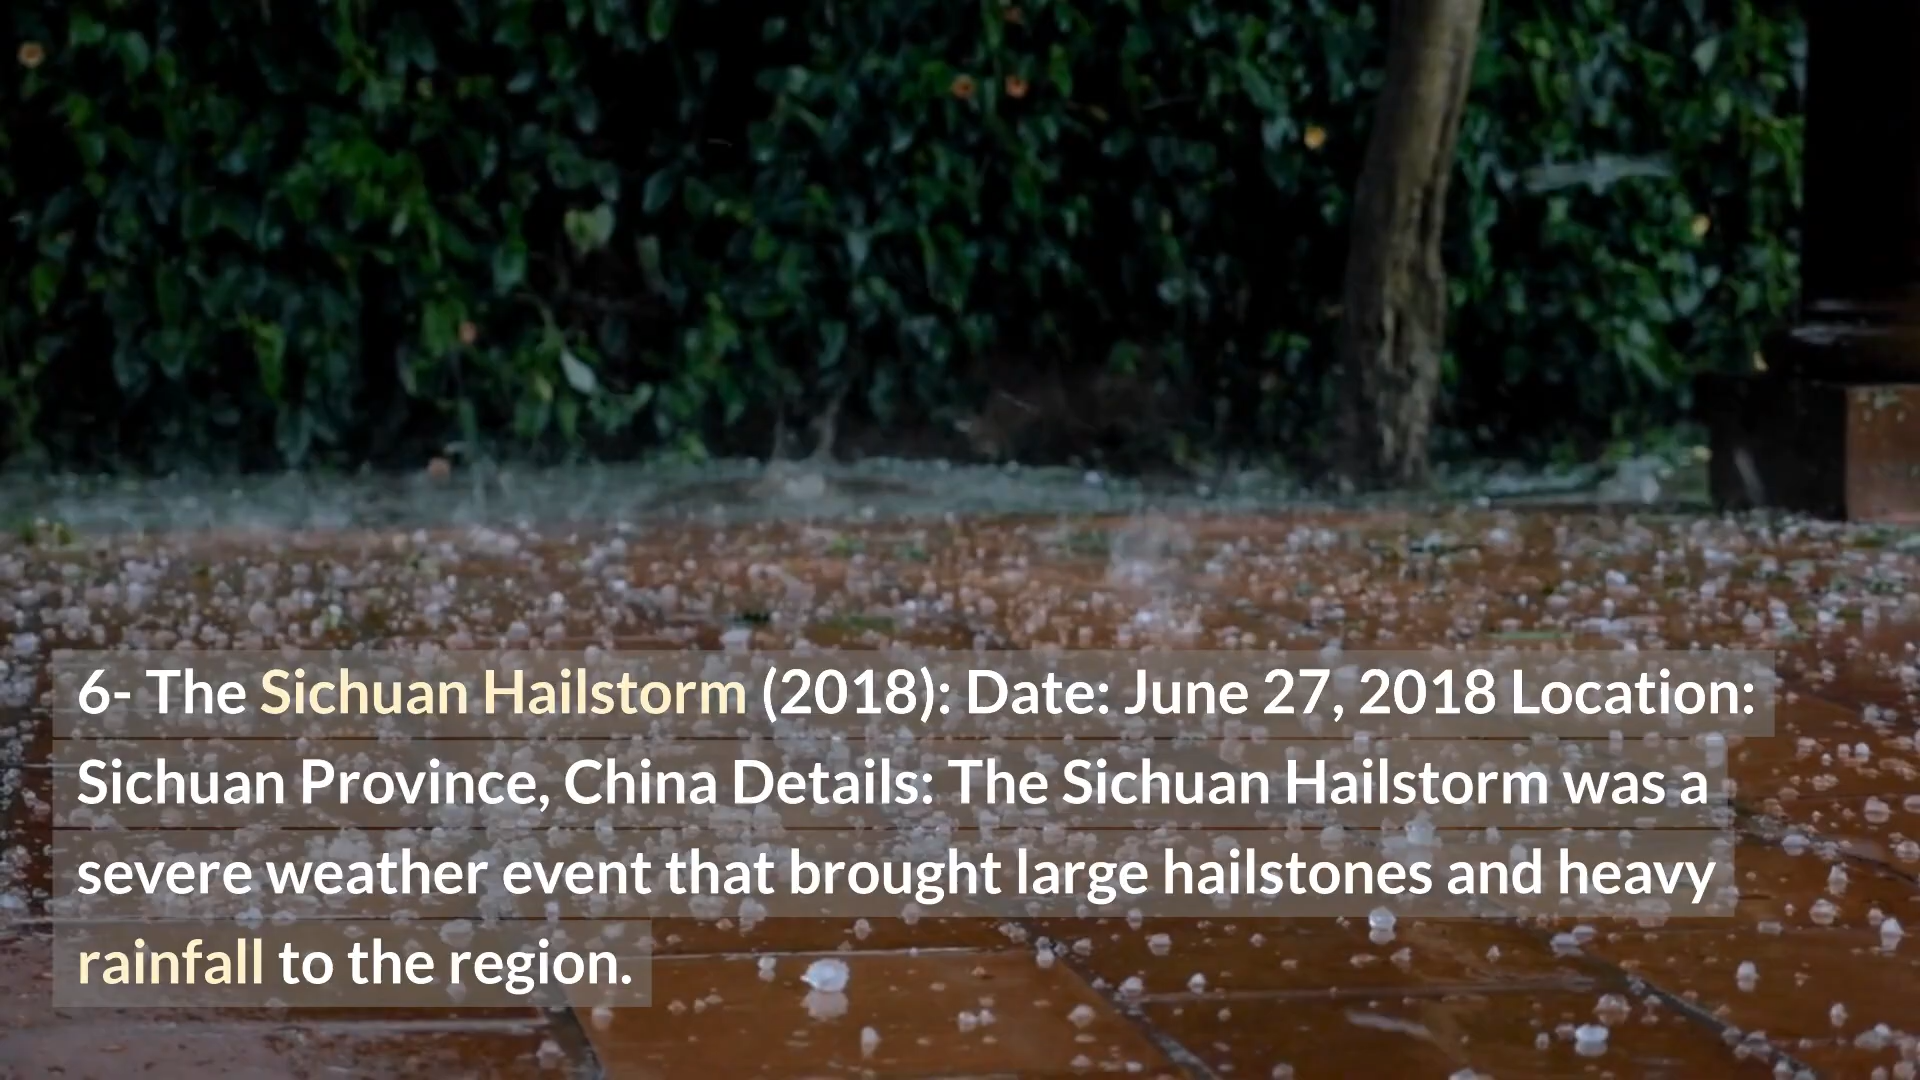 6- The Sichuan Hailstorm (2018): Date: June 27, 2018 Location:
Sichuan Province, China Details: The Sichuan Hailstorm was a
severe weather event that brought large hailstones and heavy
rainfall to the region.